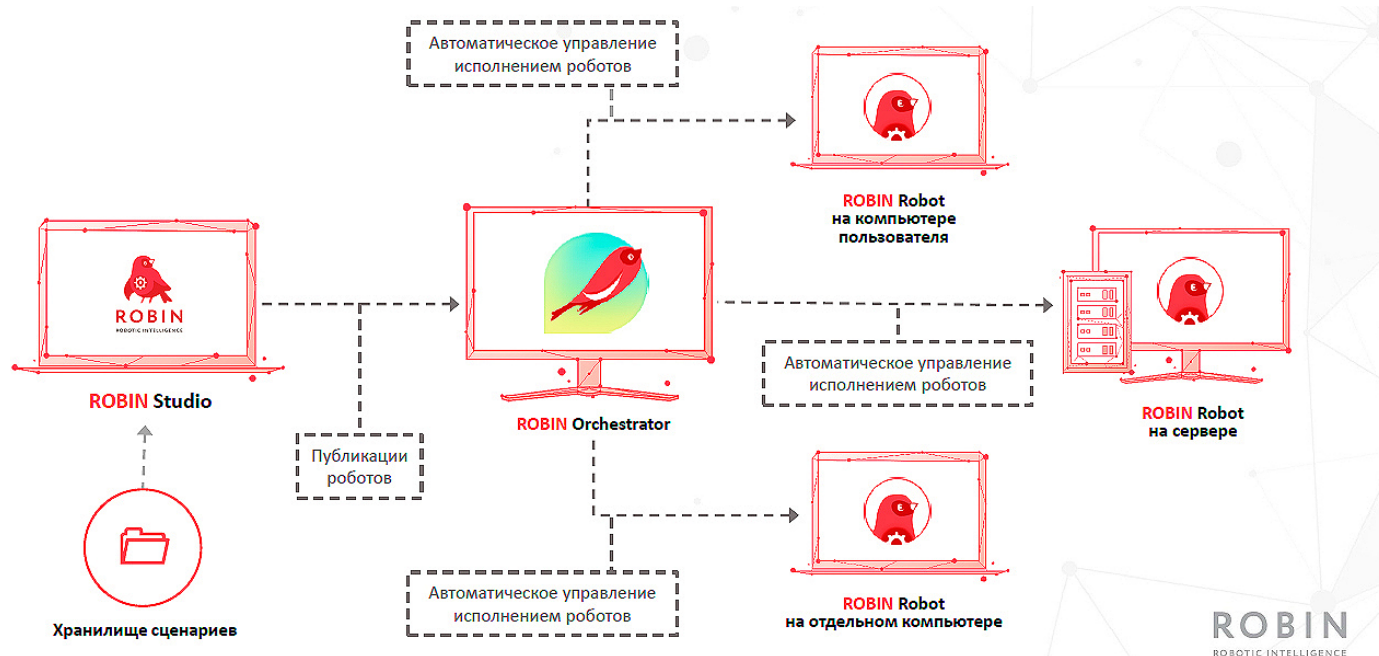 Автоматическое управление
исполнением роботов
ROBIN Robot
на компьютере
пользователя
ROBIN
ROBOTIC INTELLIGENCE
ROBIN Studio
Публикации
роботов
ROBIN Orchestrator
Автоматическое управление
исполнением роботов
ROBIN Robot
на сервере
Хранилище сценариев
Автоматическое управление
исполнением роботов
ROBIN Robot
на отдельном компьютере
ROBIN
ROBOTIC INTELLIGENCE